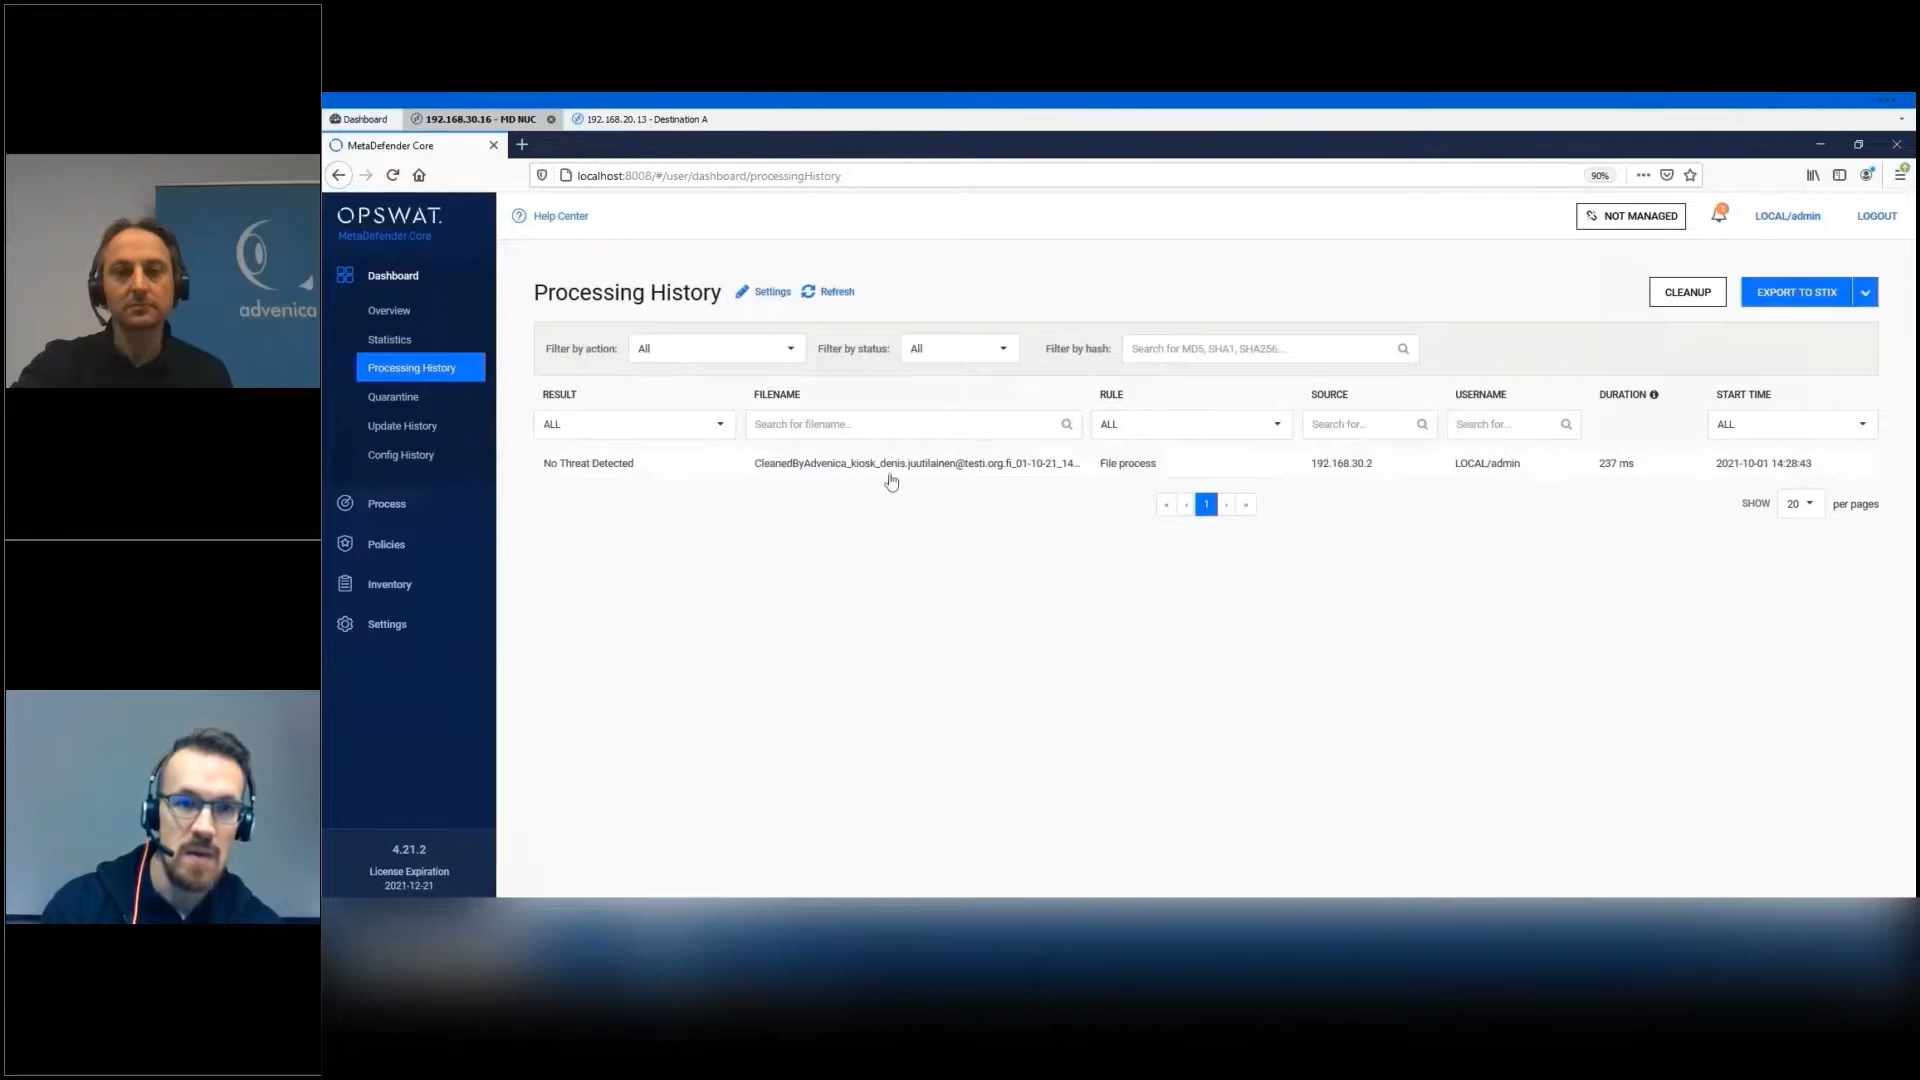 advenica
Dashboard
192.168.30.16 - MD NUC
192.168.20.13 - Destination A
MetaDefender Core
localhost:8008/#/user/dashboard/processingHistory
90%
OPSWAT.
MetaDefender Core
Help Center
NOT MANAGED
1
LOCAL/admin
LOGOUT
Dashboard
Overview
Statistics
Processing History
Quarantine
Update History
Config History
Process
Policies
Inventory
Settings
4.21.2
License Expiration
2021-12-21
Processing History
Settings
Refresh
CLEANUP
EXPORT TO STIX
Filter by action: All
Filter by status: All
Filter by hash: Search for MD5, SHA1, SHA256...
RESULT FILENAME RULE SOURCE USERNAME DURATION START TIME
ALL Search for filename... ALL Search for.. Search for... ALL
No Threat Detected CleanedByAdvenica_kiosk_denis.juutilainen@testi.org.fi_01-10-21_14... File process 192.168.30.2 LOCAL/admin 237 ms 2021-10-01 14:28:43
« ‹ 1 › »
SHOW 20 per pages